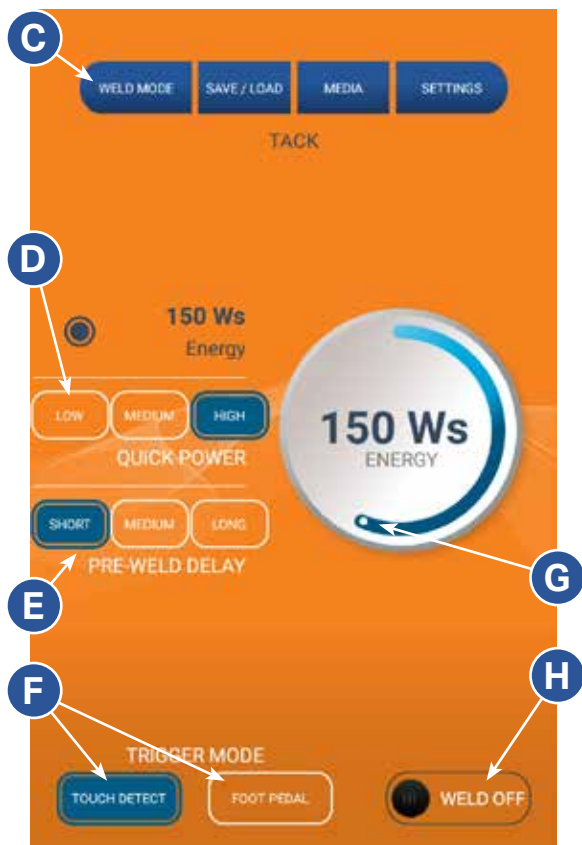 C
WELD MODE SAVE / LOAD MEDIA SETTINGS
TACK
D
150 Ws
Energy
LOW MEDIUM HIGH
QUICK POWER
150 Ws
ENERGY
SHORT MEDIUM LONG
PRE-WELD DELAY
E
G
F
H
TRIGGER MODE
TOUCH DETECT FOOT PEDAL WELD OFF